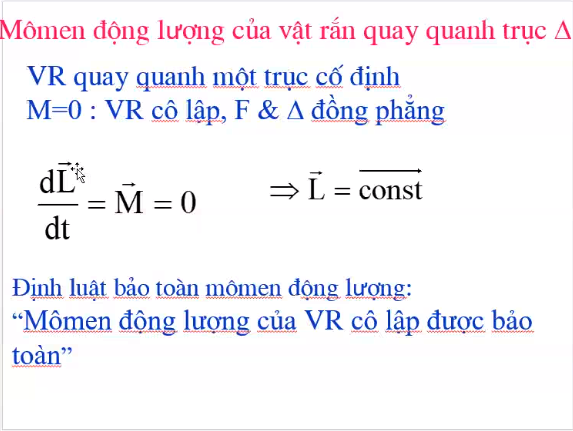 Mômen động lượng của vật rắn quay quanh trục Δ
VR quay quanh một trục cố định
M=0 : VR cô lập, F & Δ đồng phẳng
dL⃗/dt = M⃗ = 0 ⇒ L⃗ = const⃗
Định luật bảo toàn mômen động lượng:
“Mômen động lượng của VR cô lập được bảo
toàn”